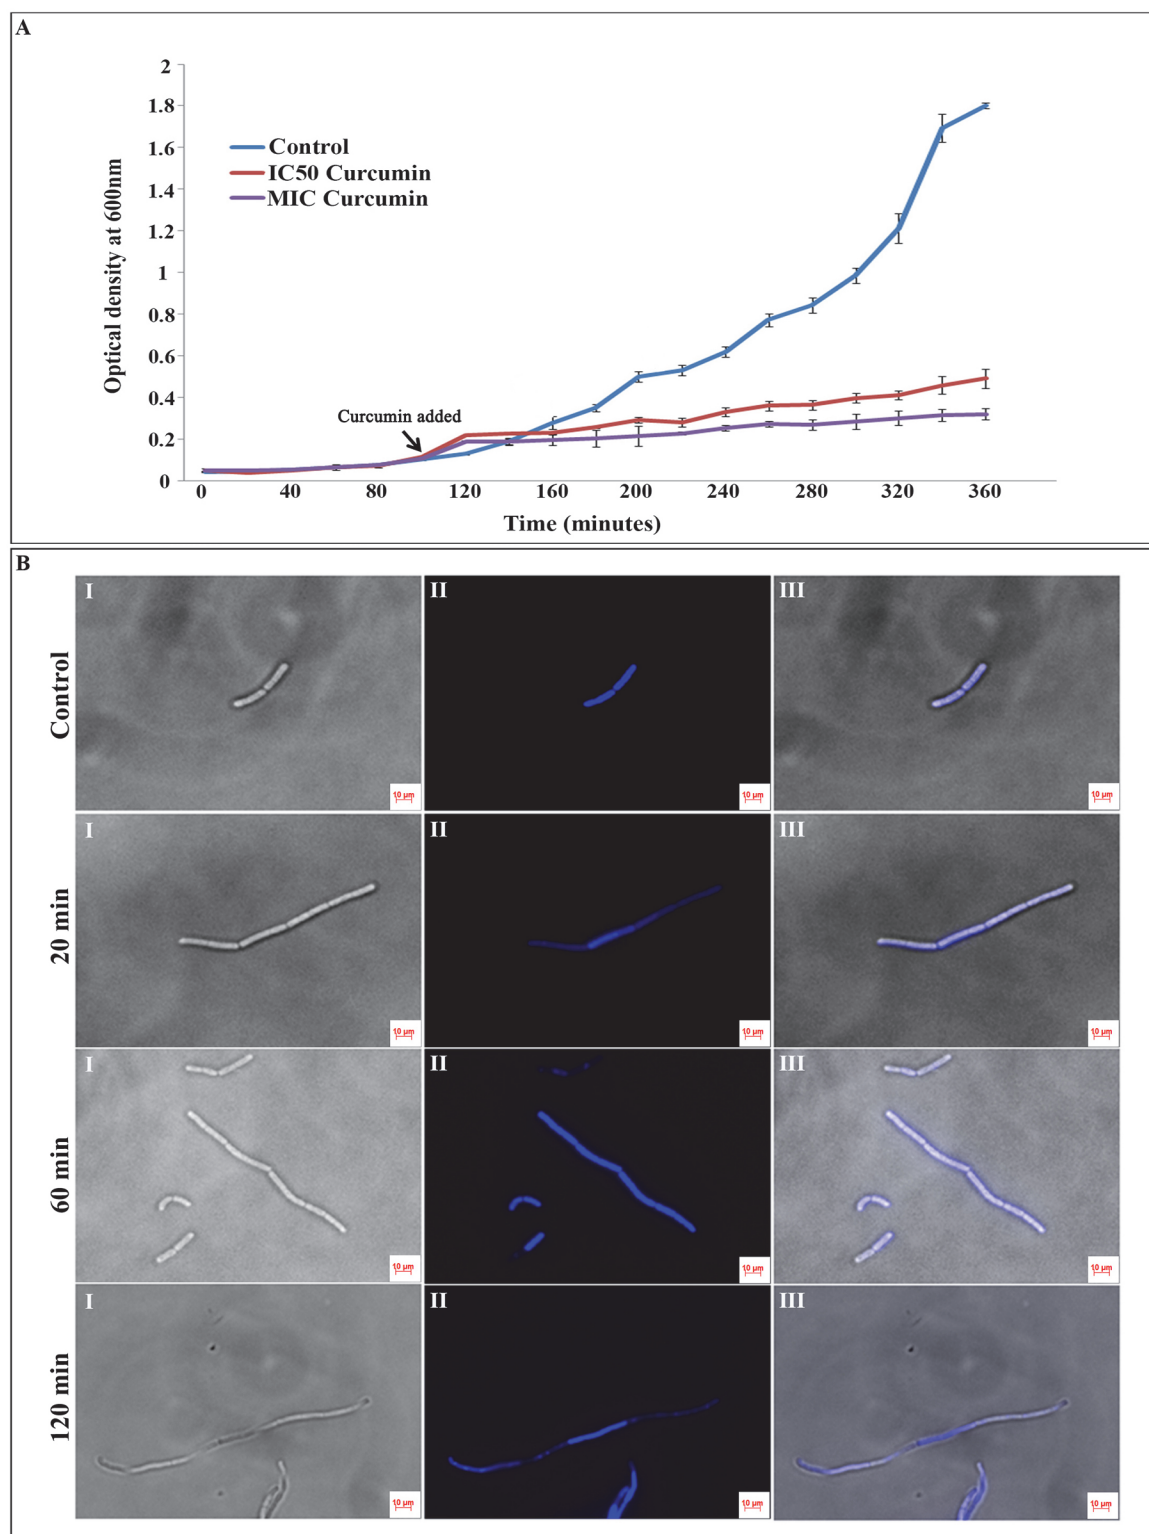 A
2
1.8
1.6
1.4
1.2
1
0.8
0.6
0.4
0.2
0
Optical density at 600nm
Control
IC50 Curcumin
MIC Curcumin
Curcumin added
0 40 80 120 160 200 240 280 320 360
Time (minutes)
B
Control
I II III
10 µm 10 µm 10 µm
20 min
I II III
10 µm 10 µm 10 µm
60 min
I II III
10 µm 10 µm 10 µm
120 min
I II III
10 µm 10 µm 10 µm